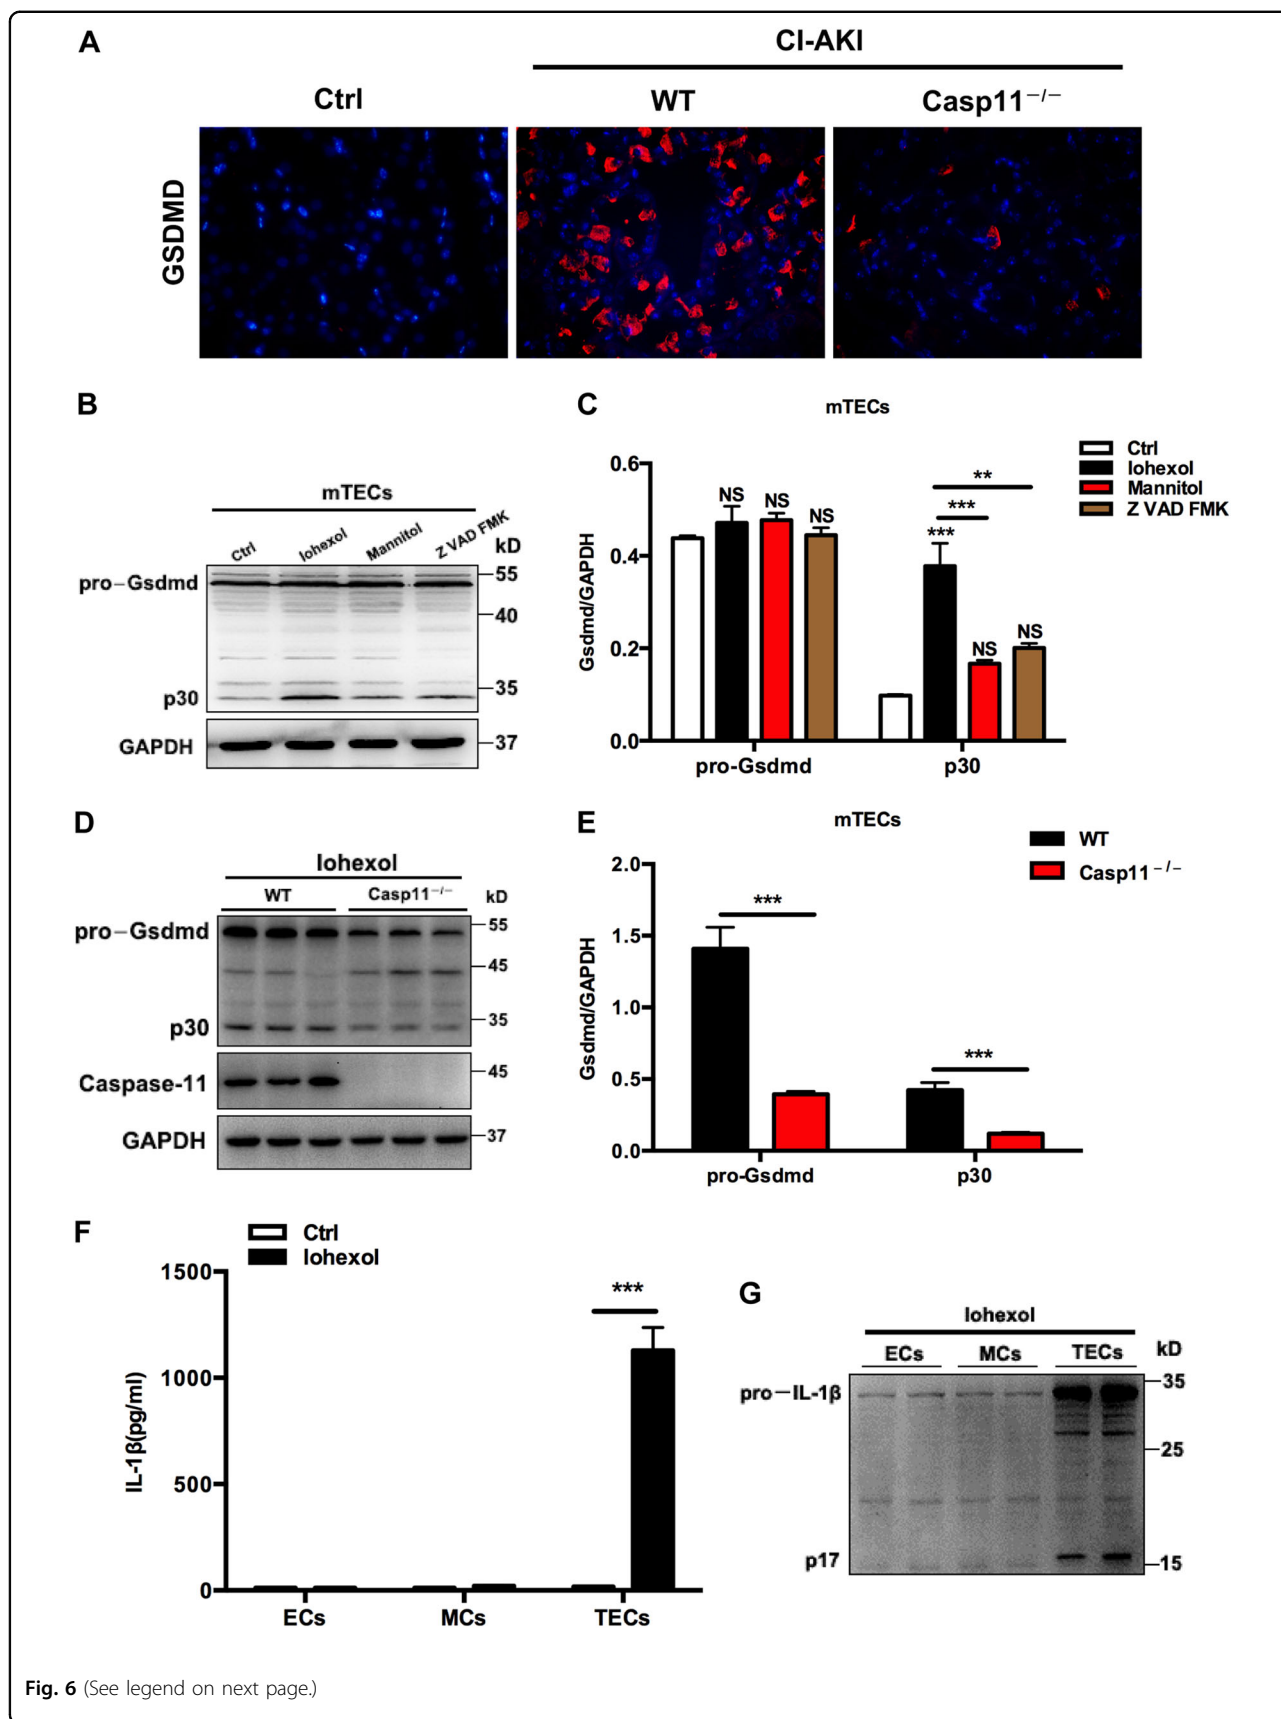 A
CI-AKI
Ctrl
WT
Casp11−/−
GSDMD
B
mTECs
Ctrl
Iohexol
Mannitol
Z VAD FMK
kD
pro−Gsdmd
55
40
p30
35
GAPDH
37
C
mTECs
Ctrl
Iohexol
Mannitol
Z VAD FMK
Gsdmd/GAPDH
0.6
0.4
0.2
0.0
NS
NS
NS
**
***
***
NS
NS
pro-Gsdmd
p30
D
Iohexol
WT
Casp11−/−
kD
pro−Gsdmd
55
45
p30
35
Caspase-11
45
GAPDH
37
E
mTECs
WT
Casp11−/−
Gsdmd/GAPDH
2.0
1.5
1.0
0.5
0.0
***
***
pro-Gsdmd
p30
F
Ctrl
Iohexol
IL-1β(pg/ml)
1500
1000
500
0
***
ECs
MCs
TECs
G
Iohexol
ECs
MCs
TECs
kD
pro−IL-1β
35
25
p17
15
Fig. 6 (See legend on next page.)